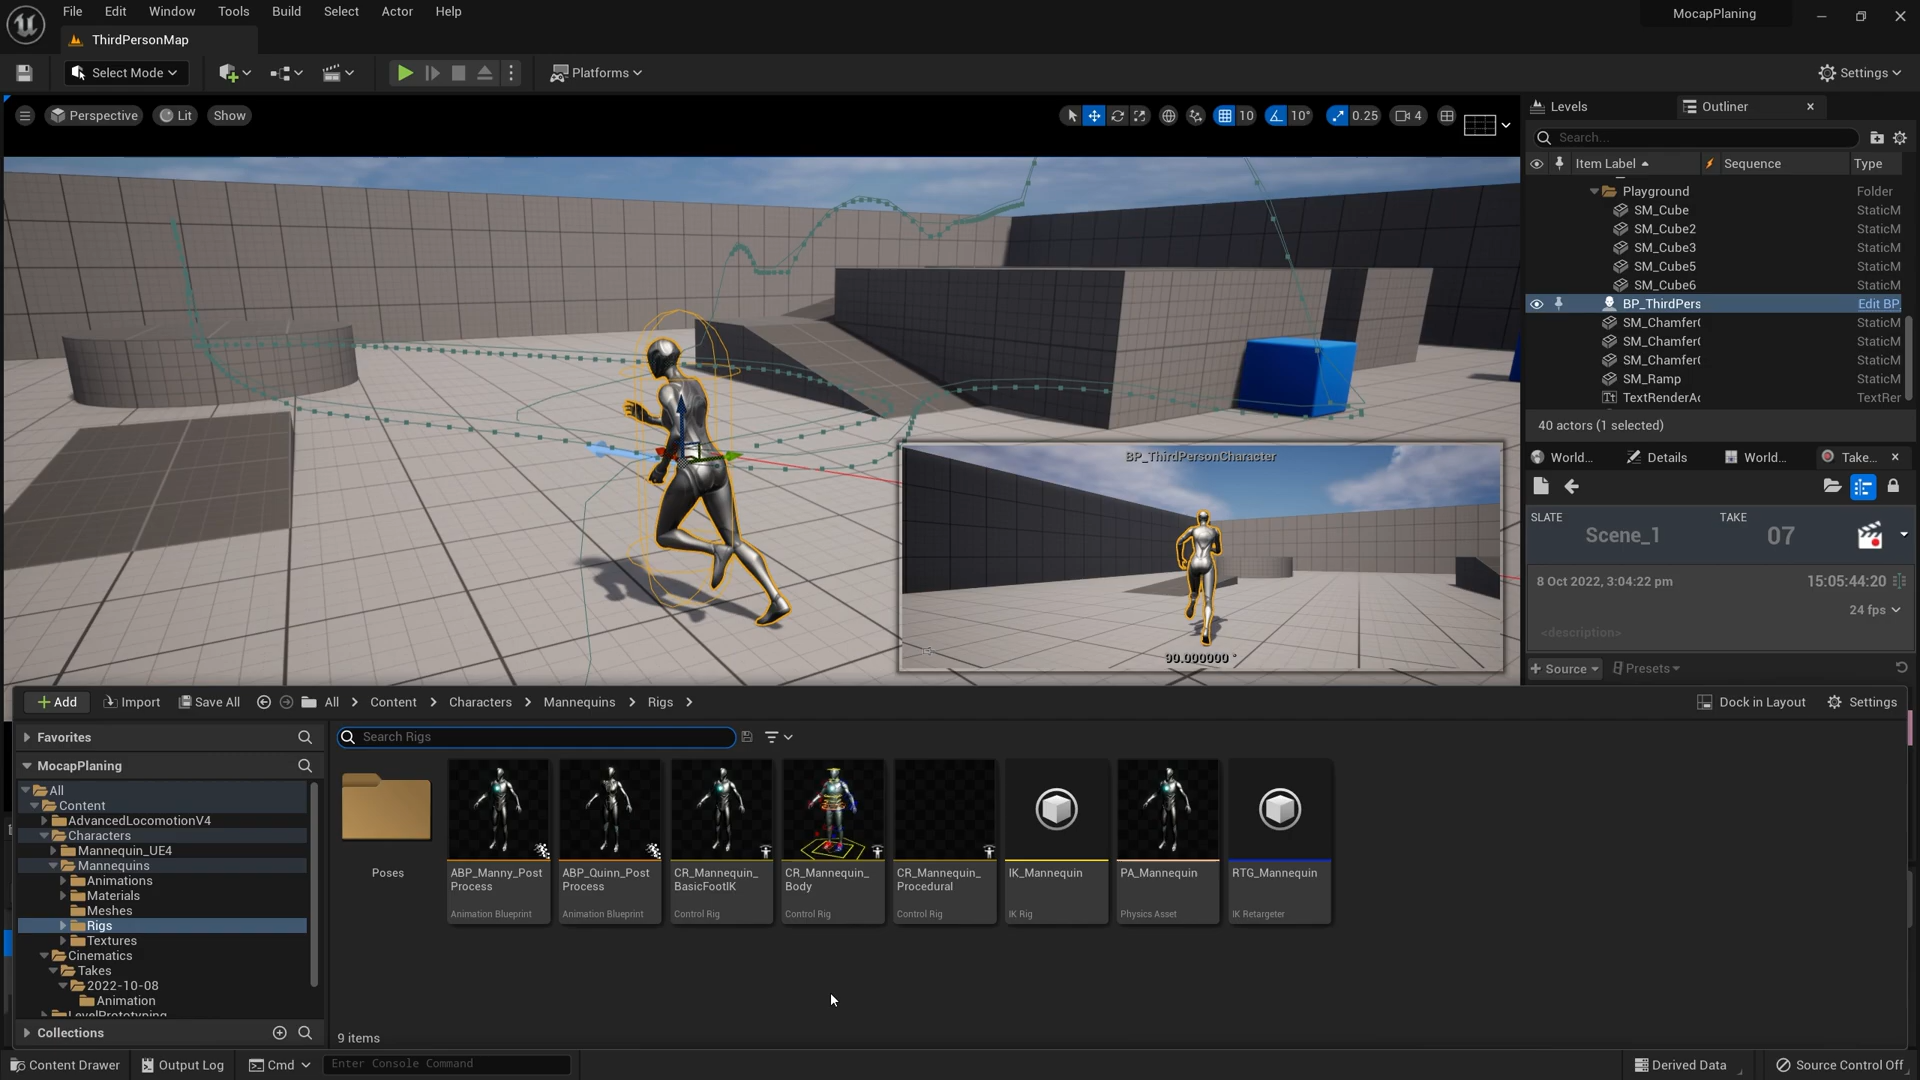 File Edit Window Tools Build Select Actor Help
MocapPlaning
ThirdPersonMap
Select Mode
Platforms
Settings
Perspective
Lit
Show
10
10°
0.25
4
BP_ThirdPersonCharacter
90.000000 °
Levels
Outliner
Search...
Item Label
Sequence
Type
Playground Folder
SM_Cube StaticM
SM_Cube2 StaticM
SM_Cube3 StaticM
SM_Cube5 StaticM
SM_Cube6 StaticM
BP_ThirdPers Edit BP
SM_Chamfer( StaticM
SM_Chamfer( StaticM
SM_Chamfer( StaticM
SM_Ramp StaticM
TextRenderAc TextRer
40 actors (1 selected)
World...
Details
World...
Take...
SLATE
Scene_1
TAKE
07
8 Oct 2022, 3:04:22 pm
15:05:44:20
24 fps
<description>
+ Source
Presets
+ Add
Import
Save All
All > Content > Characters > Mannequins > Rigs >
Dock in Layout
Settings
Favorites
MocapPlaning
All
Content
AdvancedLocomotionV4
Characters
Mannequin_UE4
Mannequins
Animations
Materials
Meshes
Rigs
Textures
Cinematics
Takes
2022-10-08
Animation
LevelPrototyping
Collections
Search Rigs
Poses
ABP_Manny_Post
Process
Animation Blueprint
ABP_Quinn_Post
Process
Animation Blueprint
CR_Mannequin_
BasicFootIK
Control Rig
CR_Mannequin_
Body
Control Rig
CR_Mannequin_
Procedural
Control Rig
IK_Mannequin
IK Rig
PA_Mannequin
Physics Asset
RTG_Mannequin
IK Retargeter
9 items
Content Drawer
Output Log
Cmd
Enter Console Command
Derived Data
Source Control Off